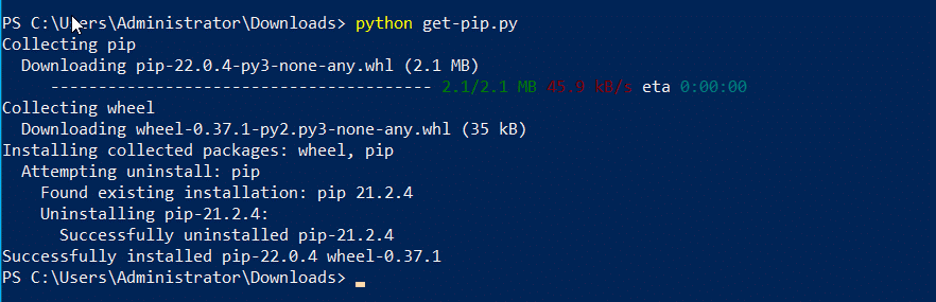 PS C:\Users\Administrator\Downloads> python get-pip.py
Collecting pip
  Downloading pip-22.0.4-py3-none-any.whl (2.1 MB)
     ---------------------------------------- 2.1/2.1 MB 45.9 kB/s eta 0:00:00
Collecting wheel
  Downloading wheel-0.37.1-py2.py3-none-any.whl (35 kB)
Installing collected packages: wheel, pip
  Attempting uninstall: pip
    Found existing installation: pip 21.2.4
    Uninstalling pip-21.2.4:
      Successfully uninstalled pip-21.2.4
Successfully installed pip-22.0.4 wheel-0.37.1
PS C:\Users\Administrator\Downloads>